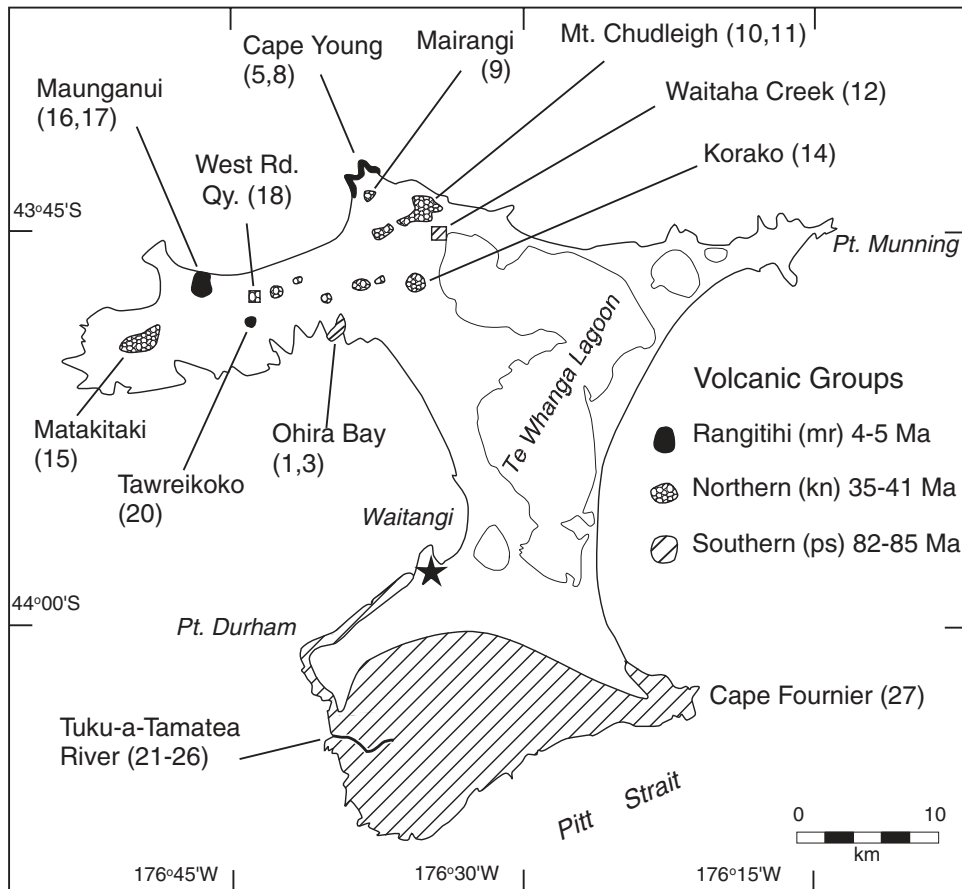 Cape Young
(5,8)
Mairangi
(9)
Mt. Chudleigh (10,11)
Maunganui
(16,17)
Waitaha Creek (12)
West Rd.
Qy. (18)
Korako (14)
43°45'S
Pt. Munning
Te Whanga Lagoon
Volcanic Groups
Rangitihi (mr) 4-5 Ma
Northern (kn) 35-41 Ma
Southern (ps) 82-85 Ma
Matakitaki
(15)
Ohira Bay
(1,3)
Tawreikoko
(20)
Waitangi
44°00'S
Pt. Durham
Cape Fournier (27)
Tuku-a-Tamatea
River (21-26)
Pitt Strait
0 10
km
176°45'W 176°30'W 176°15'W